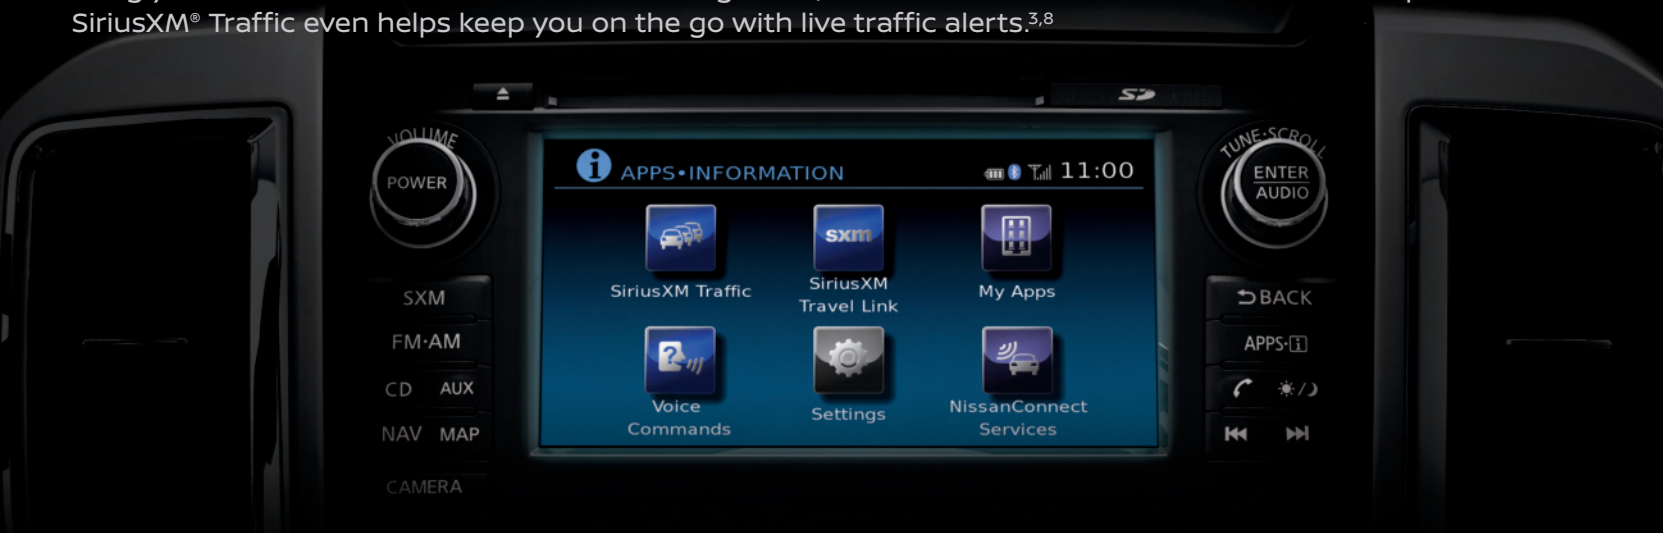 SiriusXM® Traffic even helps keep you on the go with live traffic alerts.3,8
SD
VOLUME
POWER
TUNE·SCROLL
ENTER
AUDIO
i APPS•INFORMATION 11:00
sxm
SiriusXM Traffic
SiriusXM
Travel Link
My Apps
?
Voice
Commands
Settings
NissanConnect
Services
SXM
FM·AM
CD AUX
NAV MAP
CAMERA
BACK
APPS·i